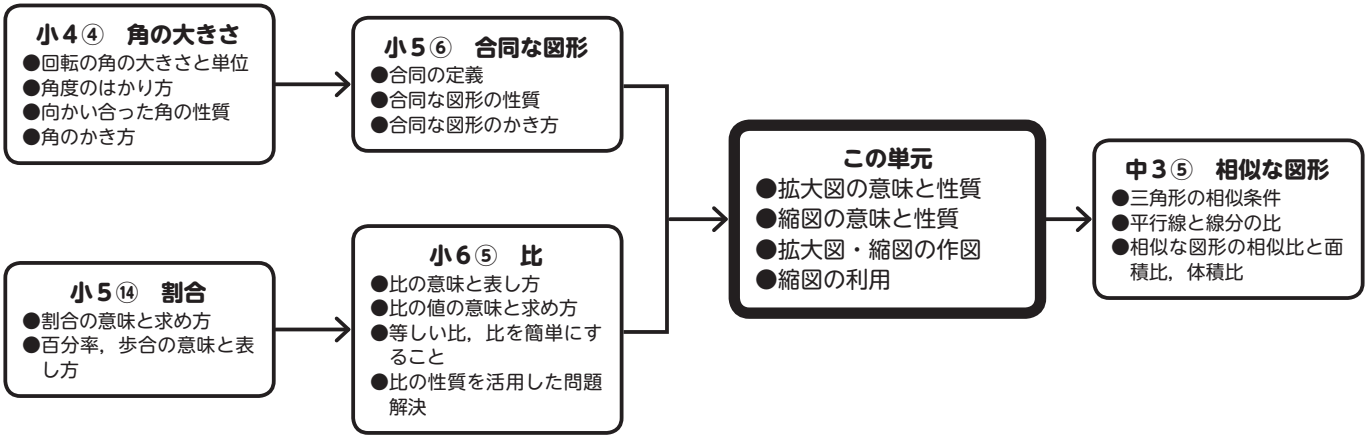 小4④ 角の大きさ
●回転の角の大きさと単位
●角度のはかり方
●向かい合った角の性質
●角のかき方
小5⑥ 合同な図形
●合同の定義
●合同な図形の性質
●合同な図形のかき方
小5⑭ 割合
●割合の意味と求め方
●百分率，歩合の意味と表
し方
小6⑤ 比
●比の意味と表し方
●比の値の意味と求め方
●等しい比，比を簡単にす
ること
●比の性質を活用した問題
解決
この単元
●拡大図の意味と性質
●縮図の意味と性質
●拡大図・縮図の作図
●縮図の利用
中3⑤ 相似な図形
●三角形の相似条件
●平行線と線分の比
●相似な図形の相似比と面
積比，体積比